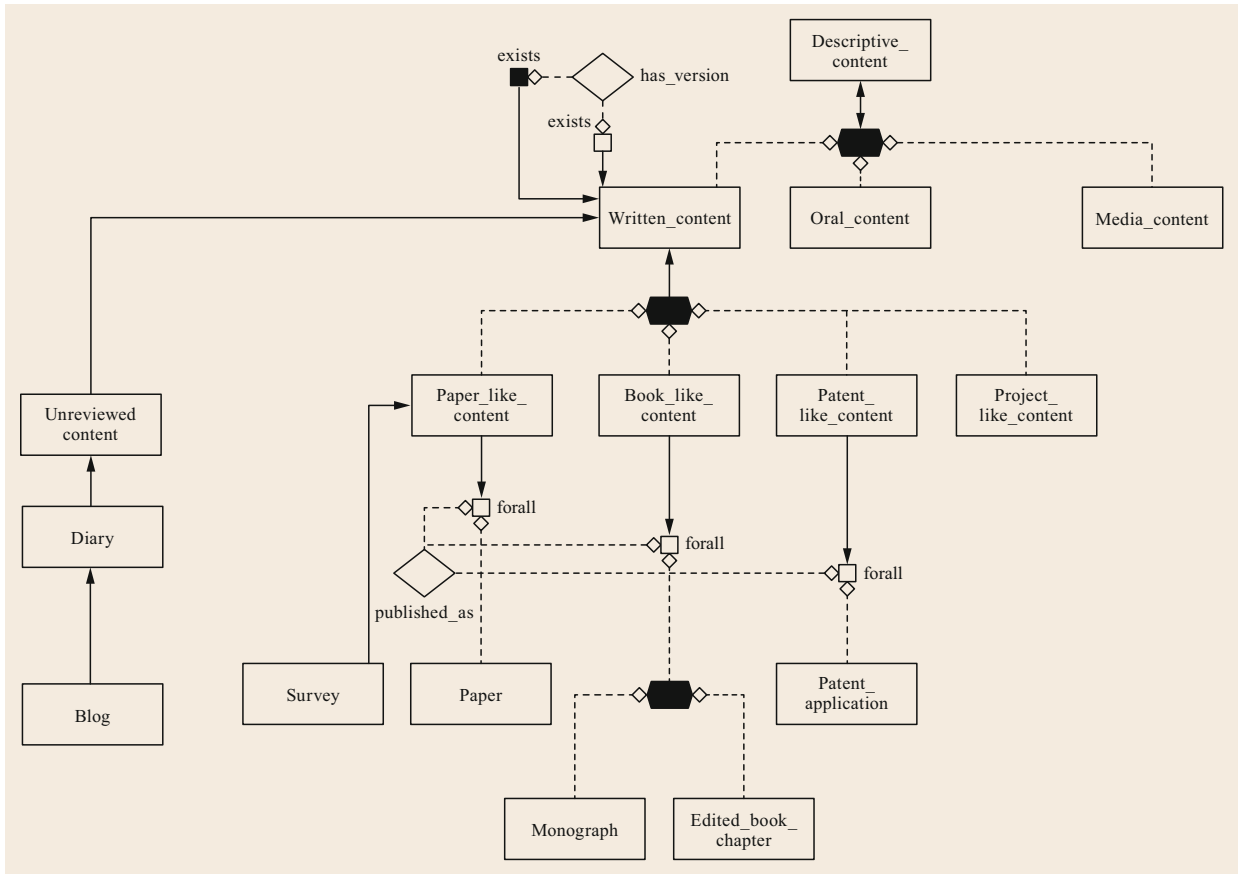 Descriptive_
content
exists
has_version
exists
Written_content
Oral_content
Media_content
Paper_like_
content
Book_like_
content
Patent_
like_content
Project_
like_content
Unreviewed
content
forall
Diary
forall
forall
published_as
Survey
Paper
Patent_
application
Blog
Monograph
Edited_book_
chapter